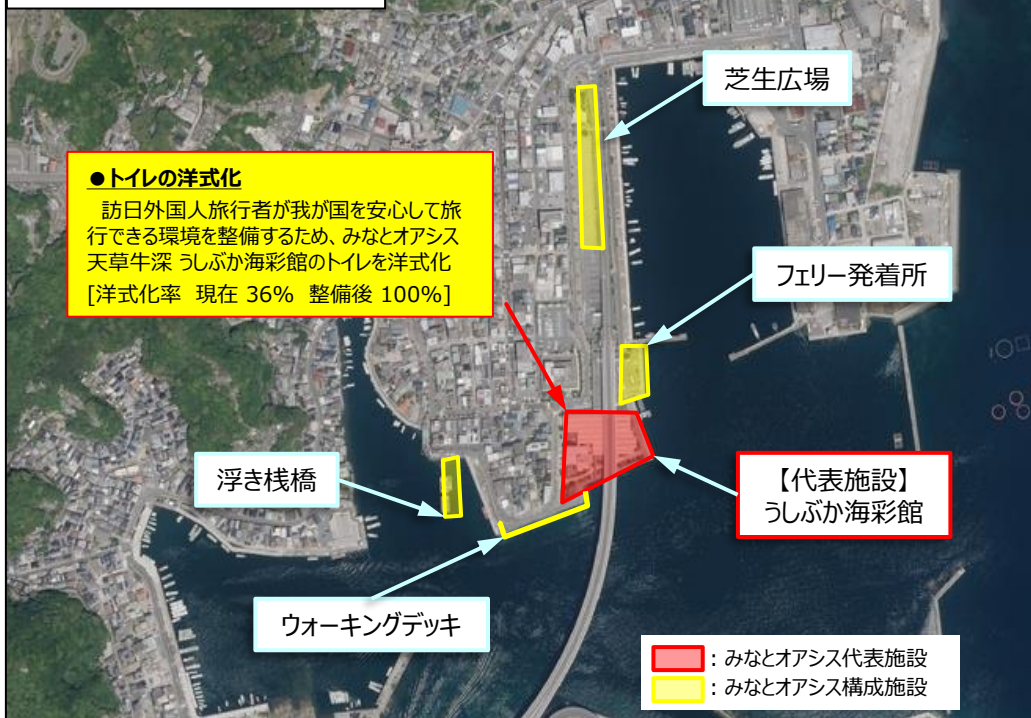 芝生広場
●トイレの洋式化
訪日外国人旅行者が我が国を安心して旅
行できる環境を整備するため、みなとオアシス
天草牛深 うしぶか海彩館のトイレを洋式化
[洋式化率 現在 36% 整備後 100%]
フェリー発着所
浮き桟橋
【代表施設】
うしぶか海彩館
ウォーキングデッキ
：みなとオアシス代表施設
：みなとオアシス構成施設